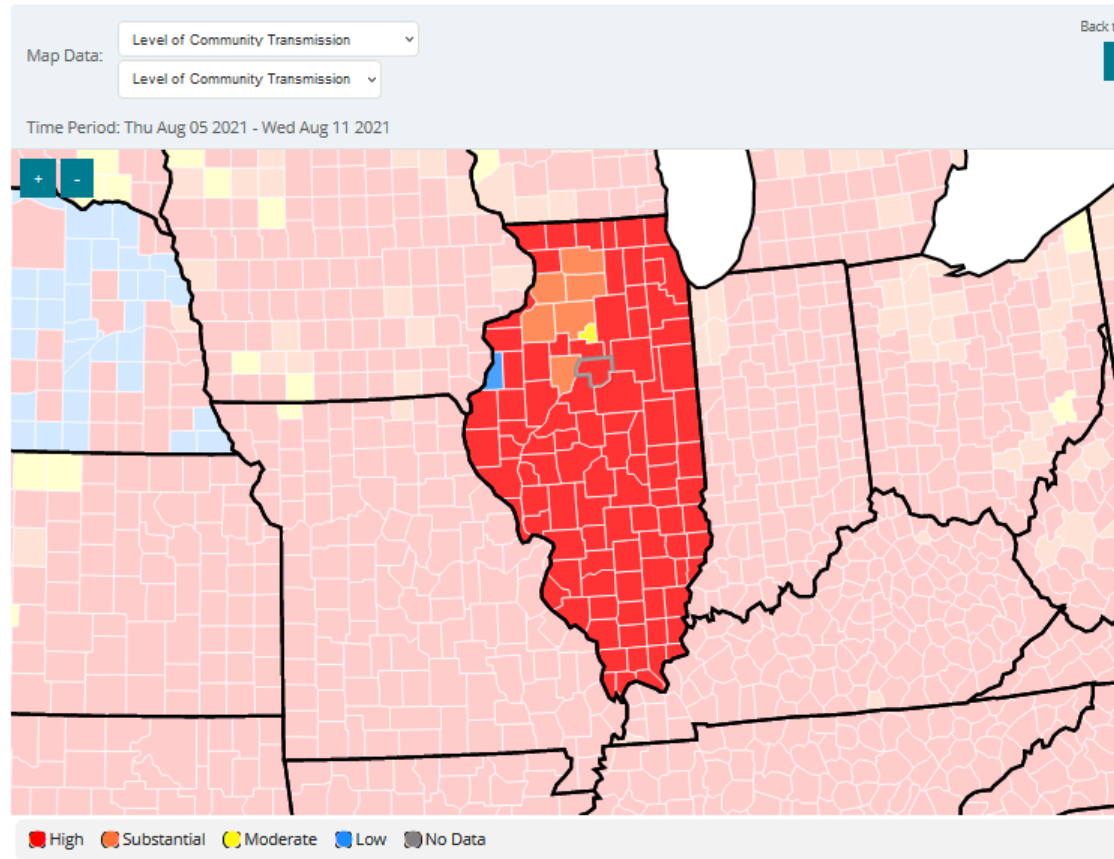 Back
Map Data:
Level of Community Transmission
Level of Community Transmission
Time Period: Thu Aug 05 2021 - Wed Aug 11 2021
+ -
High Substantial Moderate Low No Data